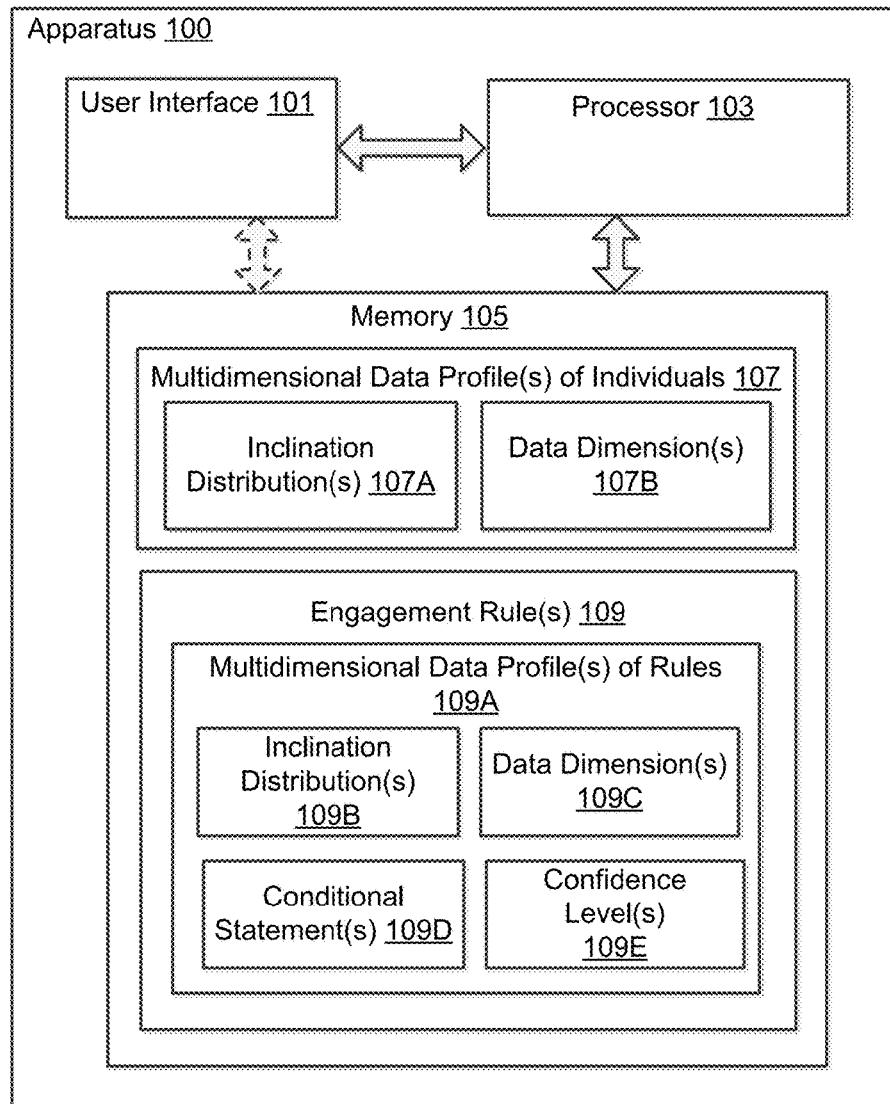 Apparatus 100
User Interface 101
Processor 103
Memory 105
Multidimensional Data Profile(s) of Individuals 107
Inclination
Distribution(s) 107A
Data Dimension(s)
107B
Engagement Rule(s) 109
Multidimensional Data Profile(s) of Rules
109A
Inclination
Distribution(s)
109B
Data Dimension(s)
109C
Conditional
Statement(s) 109D
Confidence
Level(s)
109E